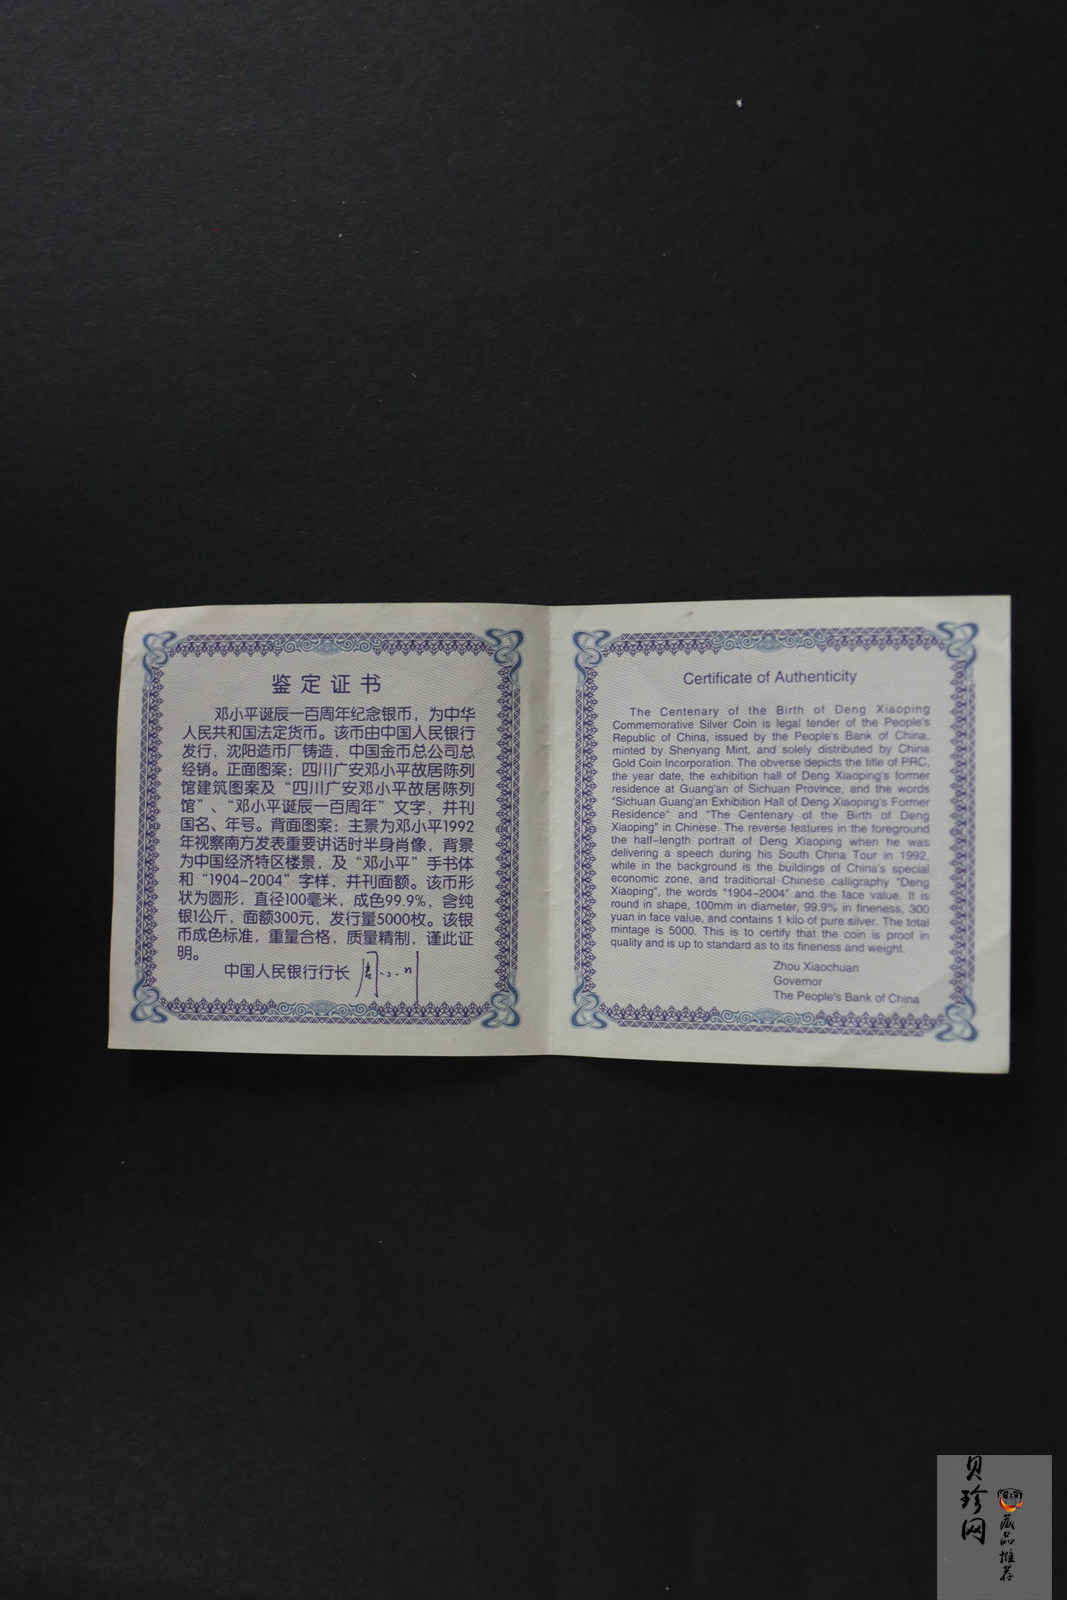 鉴定证书
邓小平诞辰一百周年纪念银币，为中华
人民共和国法定货币。该币由中国人民银行
发行，沈阳造币厂铸造，中国金币总公司总
经销。正面图案：四川广安邓小平故居陈列
馆建筑图案及“四川广安邓小平故居陈列
馆”、“邓小平诞辰一百周年”文字，并刊
国名、年号。背面图案：主景为邓小平1992
年视察南方发表重要讲话时半身肖像，背景
为中国经济特区楼景，及“邓小平”手书体
和“1904-2004”字样，并刊面额。该币形
状为圆形，直径100毫米，成色99.9%，含纯
银1公斤，面额300元，发行量5000枚。该银
币成色标准，重量合格，质量精制，谨此证
明。
中国人民银行行长 周小川
Certificate of Authenticity
The Centenary of the Birth of Deng Xiaoping
Commemorative Silver Coin is legal tender of the People's
Republic of China, issued by the People's Bank of China,
minted by Shenyang Mint, and solely distributed by China
Gold Coin Incorporation. The obverse depicts the title of PRC,
the year date, the exhibition hall of Deng Xiaoping's former
residence at Guang'an of Sichuan Province, and the words
"Sichuan Guang'an Exhibition Hall of Deng Xiaoping's Former
Residence" and "The Centenary of the Birth of Deng
Xiaoping" in Chinese. The reverse features in the foreground
the half-length portrait of Deng Xiaoping when he was
delivering a speech during his South China Tour in 1992,
while in the background is the buildings of China's special
economic zone, and traditional Chinese calligraphy "Deng
Xiaoping", the words "1904-2004" and the face value. It is
round in shape, 100mm in diameter, 99.9% in fineness, 300
yuan in face value, and contains 1 kilo of pure silver. The total
mintage is 5000. This is to certify that the coin is proof in
quality and is up to standard as to its fineness and weight.
Zhou Xiaochuan
Governor
The People's Bank of China
贝珍网
藏品推荐